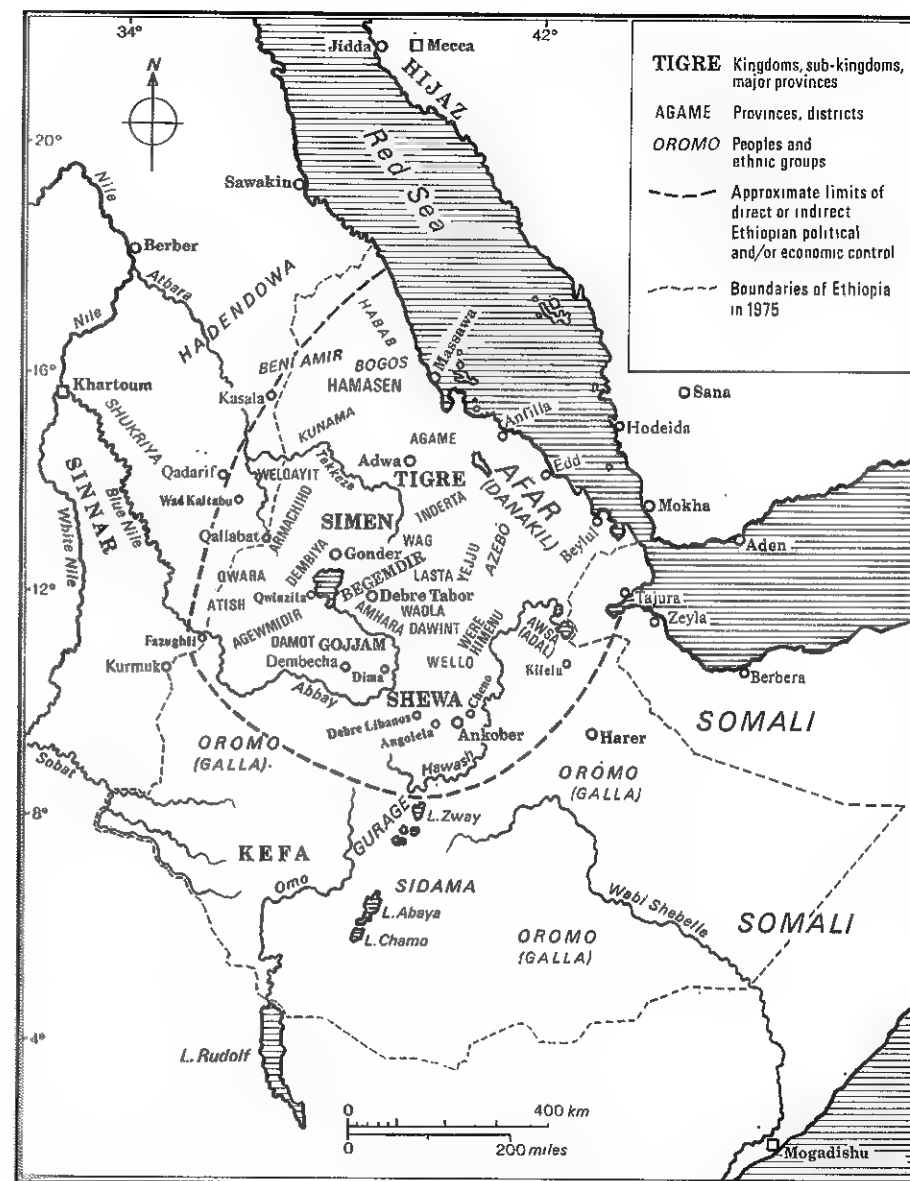 34°
42°
N
Jidda
Mecca
HIJAZ
TIGRE Kingdoms, sub-kingdoms,
major provinces
AGAME Provinces, districts
OROMO Peoples and
ethnic groups
Approximate limits of
direct or indirect
Ethiopian political
and/or economic control
Boundaries of Ethiopia
in 1975
20°
Red Sea
Sawakin
Nile
Berber
Atbara
HADENDOWA
Nile
HABAB
Massawa
BENI AMIR
BOGOS
HAMASEN
16°
Khartoum
Kasala
Sana
SHUKRIYA
KUNAMA
Anfilla
Hodeida
AGAME
Adwa
Edd
SINNAR
Qadarif
WELQAYIT
Takkeze
TIGRE
AFAR
(DANAKIL)
Blue Nile
Wad Kaltabu
INDERTA
Mokha
ARMACHIHO
SIMEN
White Nile
Qallabat
WAG
AZEBÓ
Beylul
Aden
Gonder
DEMBIYA
YEJJU
12°
QWARA
BEGEMDIR
LASTA
Qwiazita
Debre Tabor
Tajura
ATISH
WADLA
Zeyla
AMHARA
DAWINT
WERE
HIMENU
AWSA
(ADAL)
AGEWMIDIR
Fazughli
DAMOT
GOJJAM
Kurmuk
Dembecha
Dima
WELLO
Kifelu
Berbera
Abbay
SHEWA
Cheno
SOMALI
Debre Libanos
Angolela
Ankober
Harer
OROMO
(GALLA)
Sobat
Hawash
OROMO
(GALLA)
8°
L.Zway
GURAGE
KEFA
Omo
SIDAMA
Wabi Shebelle
L.Abaya
SOMALI
L.Chamo
OROMO
(GALLA)
4°
L.Rudolf
0 400 km
0 200 miles
Mogadishu